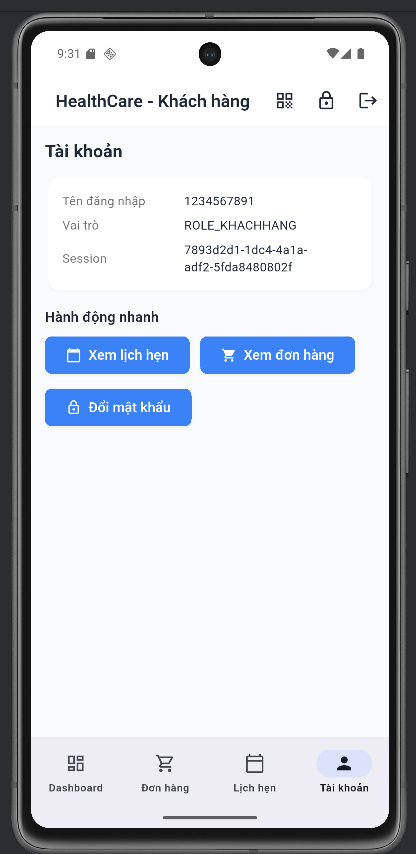 9:31
HealthCare - Khách hàng
Tài khoản
Tên đăng nhập 1234567891
Vai trò ROLE_KHACHHANG
Session 7893d2d1-1dc4-4a1a-
adf2-5fda8480802f
Hành động nhanh
Xem lịch hẹn Xem đơn hàng
Đổi mật khẩu
Dashboard Đơn hàng Lịch hẹn Tài khoản